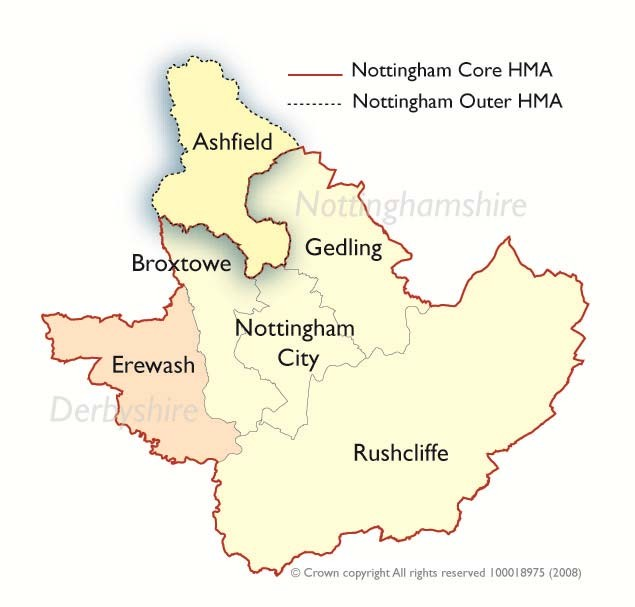 Nottingham Core HMA
Nottingham Outer HMA
Ashfield
Nottinghamshire
Gedling
Broxtowe
Nottingham
City
Erewash
Derbyshire
Rushcliffe
© Crown copyright All rights reserved 100018975 (2008)